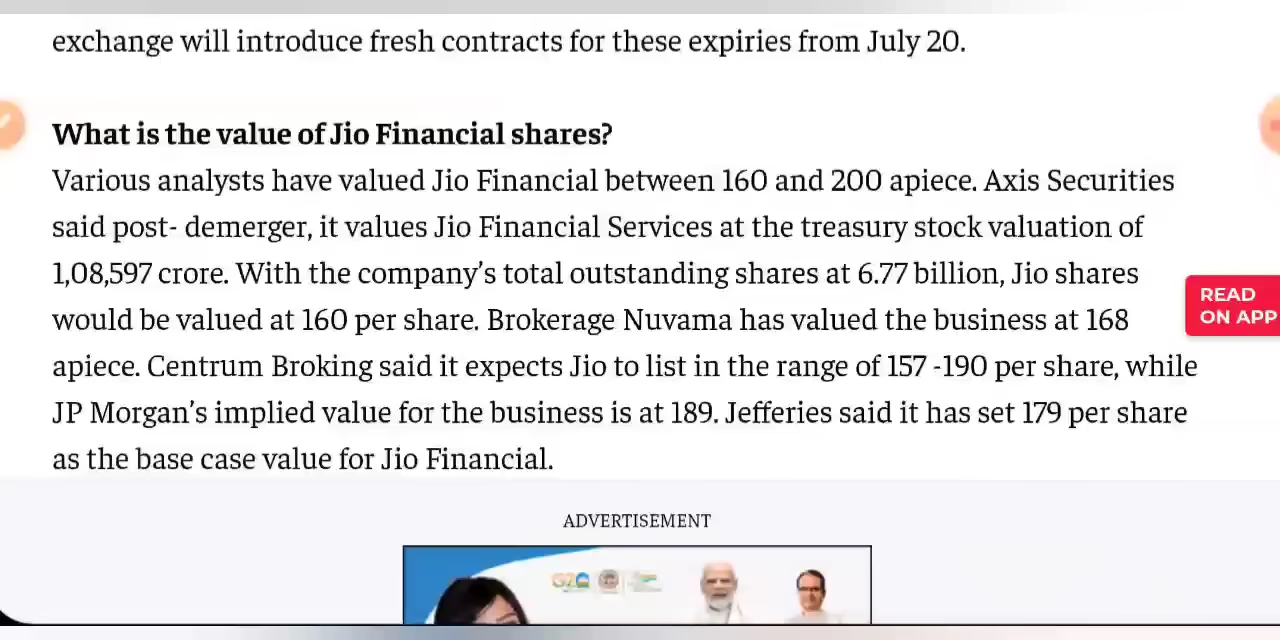 exchange will introduce fresh contracts for these expiries from July 20.
What is the value of Jio Financial shares?
Various analysts have valued Jio Financial between 160 and 200 apiece. Axis Securities
said post- demerger, it values Jio Financial Services at the treasury stock valuation of
1,08,597 crore. With the company’s total outstanding shares at 6.77 billion, Jio shares
would be valued at 160 per share. Brokerage Nuvama has valued the business at 168
apiece. Centrum Broking said it expects Jio to list in the range of 157 -190 per share, while
JP Morgan’s implied value for the business is at 189. Jefferies said it has set 179 per share
as the base case value for Jio Financial.
READ
ON APP
ADVERTISEMENT
G20